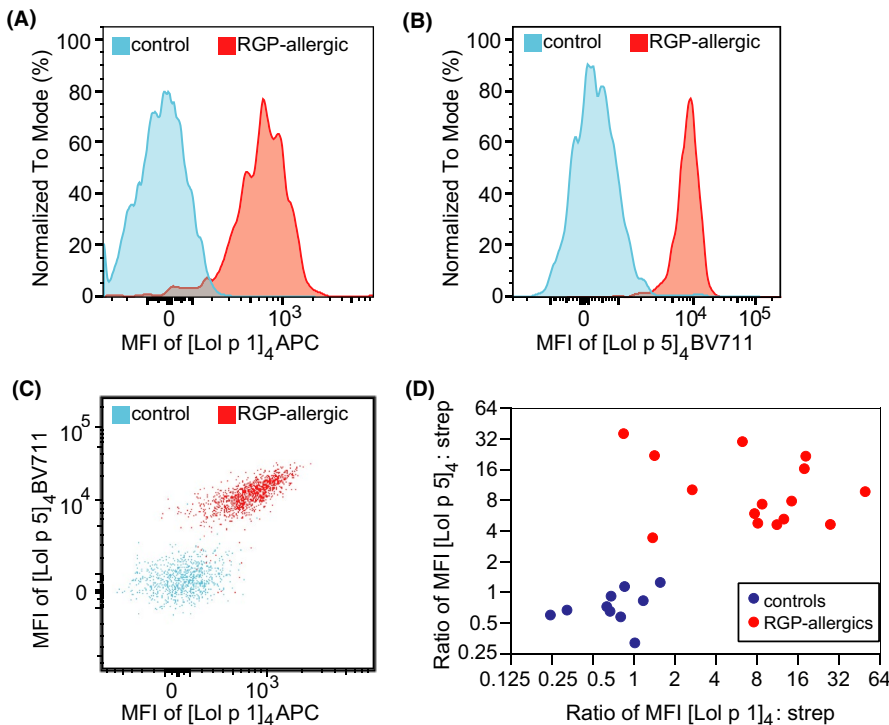 (A)
control RGP-allergic
Normalized To Mode (%)
100
80
60
40
20
0
0 10³
MFI of [Lol p 1]₄APC
(B)
control RGP-allergic
Normalized To Mode (%)
100
80
60
40
20
0
0 10⁴ 10⁵
MFI of [Lol p 5]₄BV711
(C)
control RGP-allergic
MFI of [Lol p 5]₄BV711
10⁵
10⁴
0
0 10³
MFI of [Lol p 1]₄APC
(D)
Ratio of MFI [Lol p 5]₄: strep
64
32
16
8
4
2
1
0.5
0.25
controls
RGP-allergics
0.125 0.25 0.5 1 2 4 8 16 32 64
Ratio of MFI [Lol p 1]₄: strep